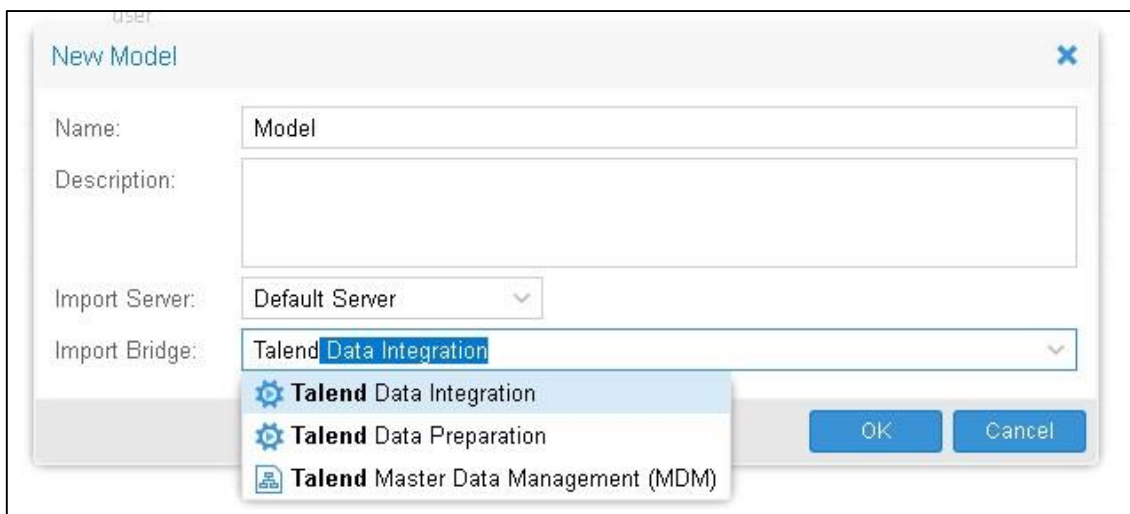 user
New Model
Name:
Model
Description:
Import Server:
Default Server
Import Bridge:
Talend Data Integration
Talend Data Integration
Talend Data Preparation
Talend Master Data Management (MDM)
OK
Cancel